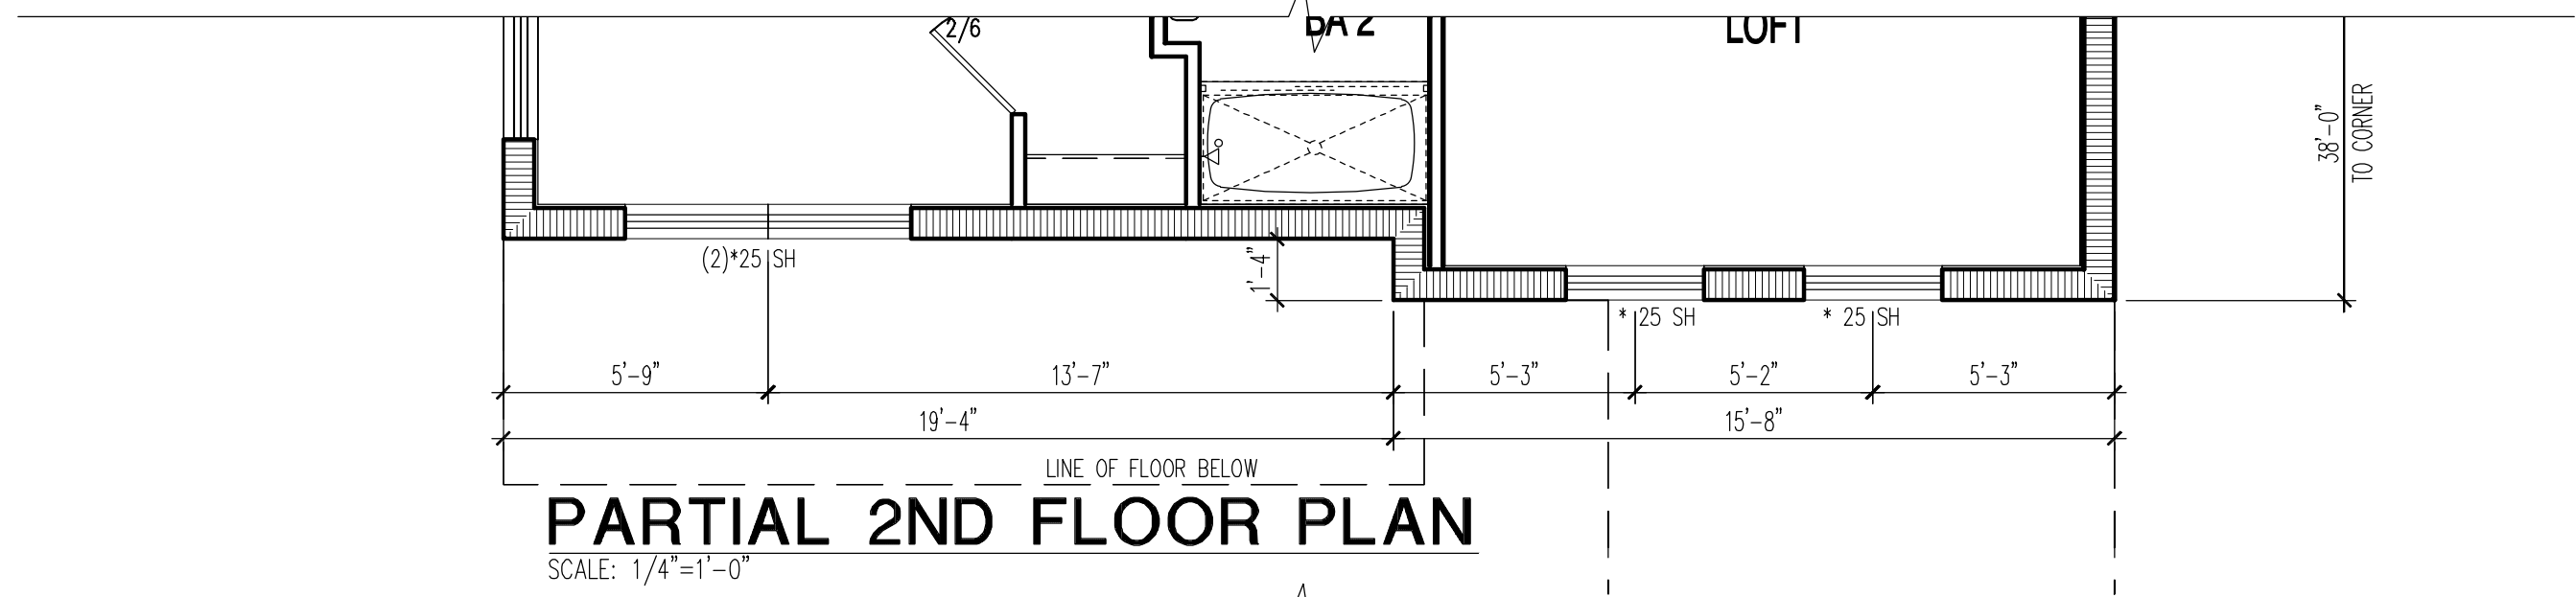 2/6
BA 2
LOFT
38'-0"
TO CORNER
(2)*25 SH
1'-4"
* 25 SH
* 25 SH
5'-9"
13'-7"
5'-3"
5'-2"
5'-3"
19'-4"
15'-8"
LINE OF FLOOR BELOW
PARTIAL 2ND FLOOR PLAN
SCALE: 1/4"=1'-0"